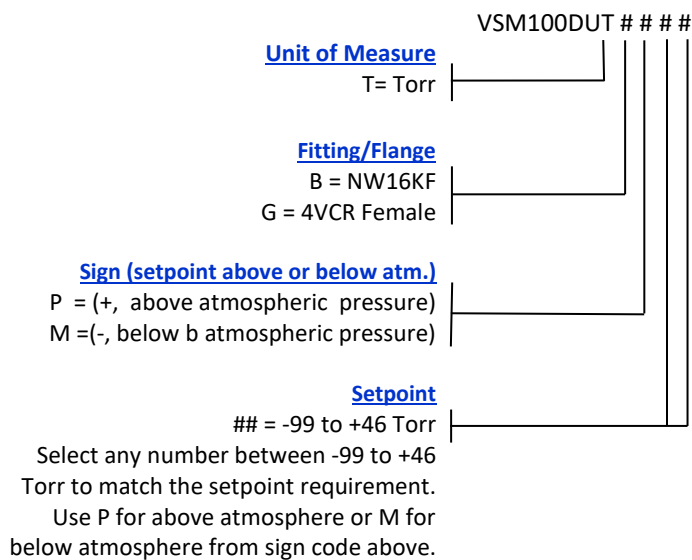 VSM100DUT # # # #
Unit of Measure
T= Torr
Fitting/Flange
B = NW16KF
G = 4VCR Female
Sign (setpoint above or below atm.)
P = (+, above atmospheric pressure)
M =(-, below b atmospheric pressure)
Setpoint
## = -99 to +46 Torr
Select any number between -99 to +46
Torr to match the setpoint requirement.
Use P for above atmosphere or M for
below atmosphere from sign code above.